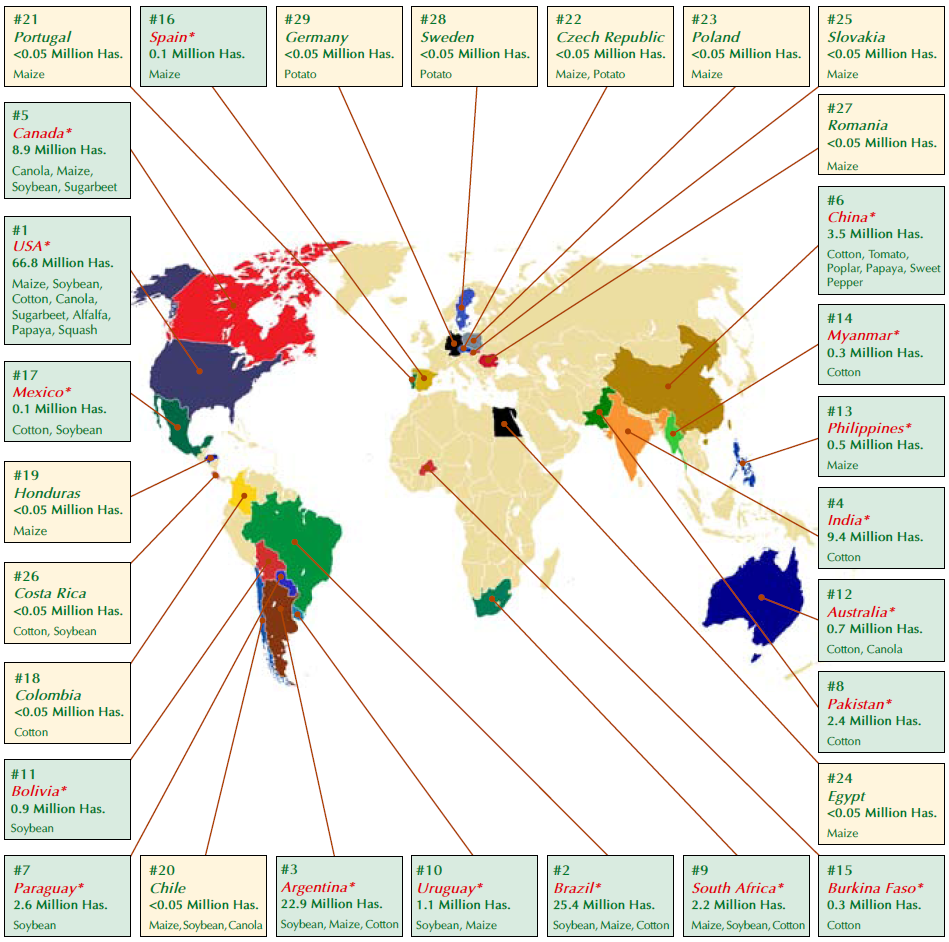 #21
Portugal
<0.05 Million Has.
Maize
#16
Spain*
0.1 Million Has.
Maize
#29
Germany
<0.05 Million Has.
Potato
#28
Sweden
<0.05 Million Has.
Potato
#22
Czech Republic
<0.05 Million Has.
Maize, Potato
#23
Poland
<0.05 Million Has.
Maize
#25
Slovakia
<0.05 Million Has.
Maize
#5
Canada*
8.9 Million Has.
Canola, Maize,
Soybean, Sugarbeet
#27
Romania
<0.05 Million Has.
Maize
#1
USA*
66.8 Million Has.
Maize, Soybean,
Cotton, Canola,
Sugarbeet, Alfalfa,
Papaya, Squash
#6
China*
3.5 Million Has.
Cotton, Tomato,
Poplar, Papaya, Sweet
Pepper
#14
Myanmar*
0.3 Million Has.
Cotton
#17
Mexico*
0.1 Million Has.
Cotton, Soybean
#13
Philippines*
0.5 Million Has.
Maize
#19
Honduras
<0.05 Million Has.
Maize
#4
India*
9.4 Million Has.
Cotton
#26
Costa Rica
<0.05 Million Has.
Cotton, Soybean
#12
Australia*
0.7 Million Has.
Cotton, Canola
#18
Colombia
<0.05 Million Has.
Cotton
#8
Pakistan*
2.4 Million Has.
Cotton
#11
Bolivia*
0.9 Million Has.
Soybean
#24
Egypt
<0.05 Million Has.
Maize
#7
Paraguay*
2.6 Million Has.
Soybean
#20
Chile
<0.05 Million Has.
Maize, Soybean, Canola
#3
Argentina*
22.9 Million Has.
Soybean, Maize, Cotton
#10
Uruguay*
1.1 Million Has.
Soybean, Maize
#2
Brazil*
25.4 Million Has.
Soybean, Maize, Cotton
#9
South Africa*
2.2 Million Has.
Maize, Soybean, Cotton
#15
Burkina Faso*
0.3 Million Has.
Cotton